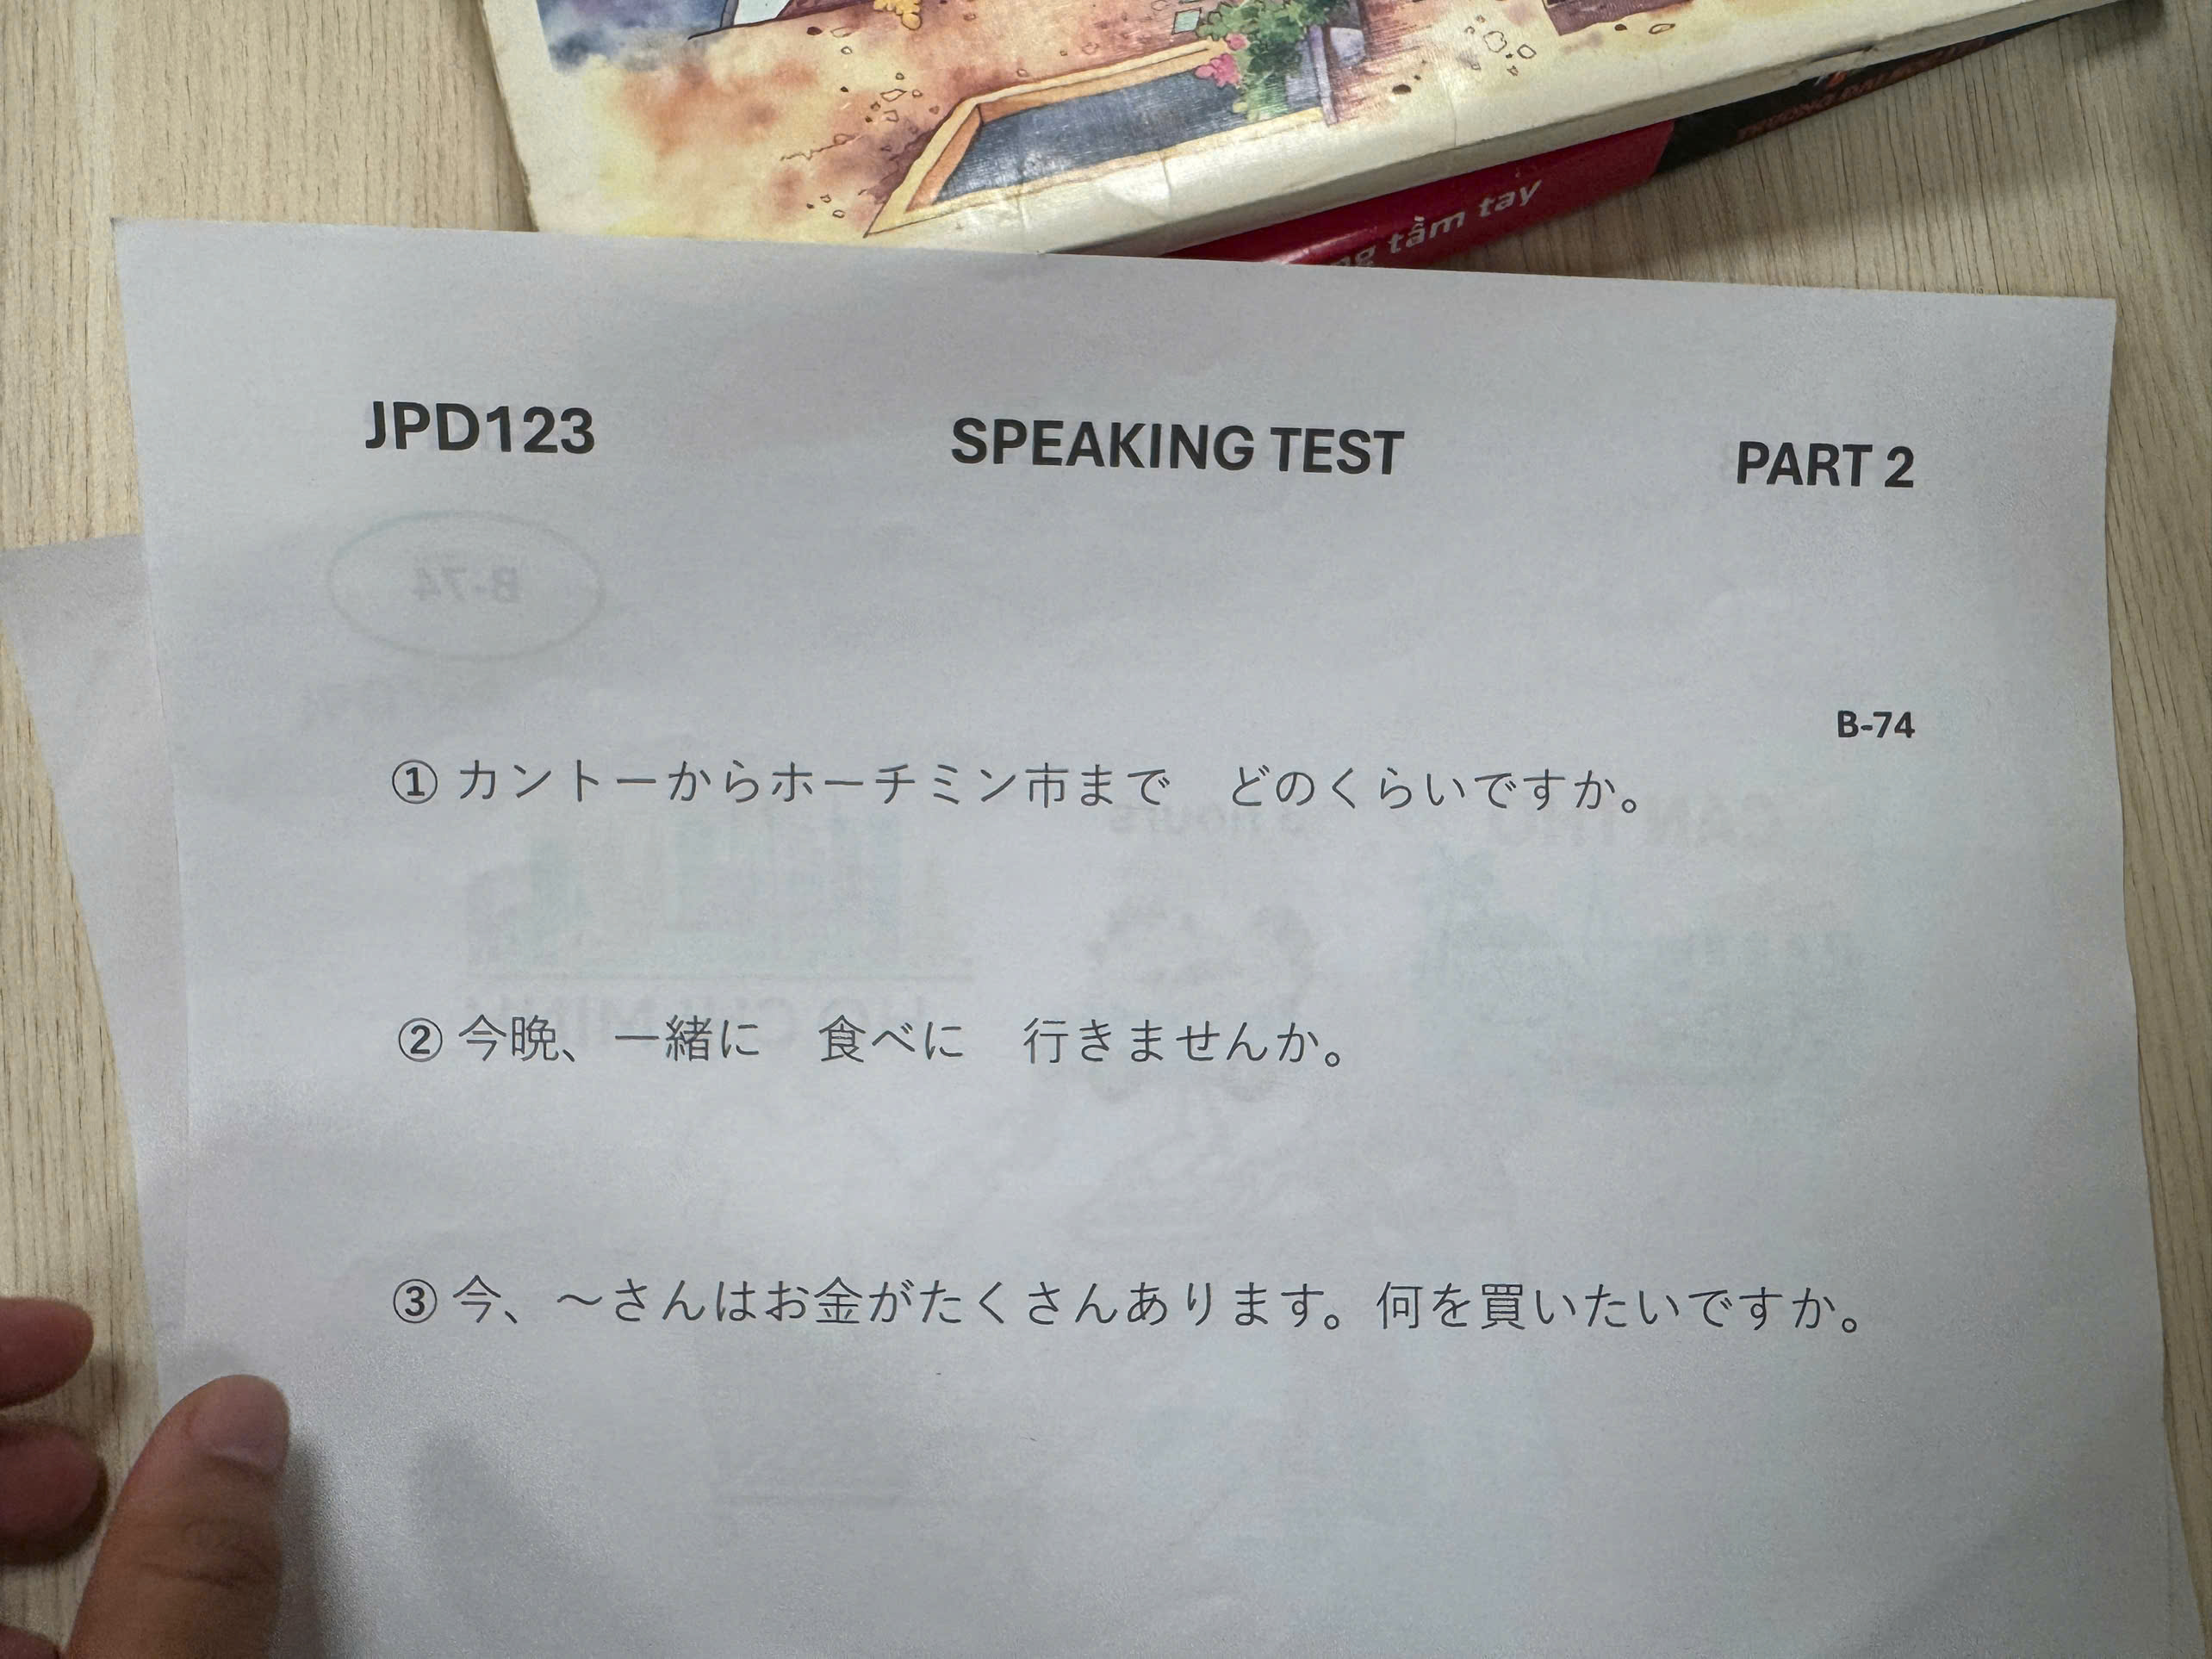 ng tầm tay
JPD123 SPEAKING TEST PART 2
B-74
① カントーからホーチミン市まで　どのくらいですか。
② 今晩、一緒に　食べに　行きませんか。
③ 今、～さんはお金がたくさんあります。何を買いたいですか。